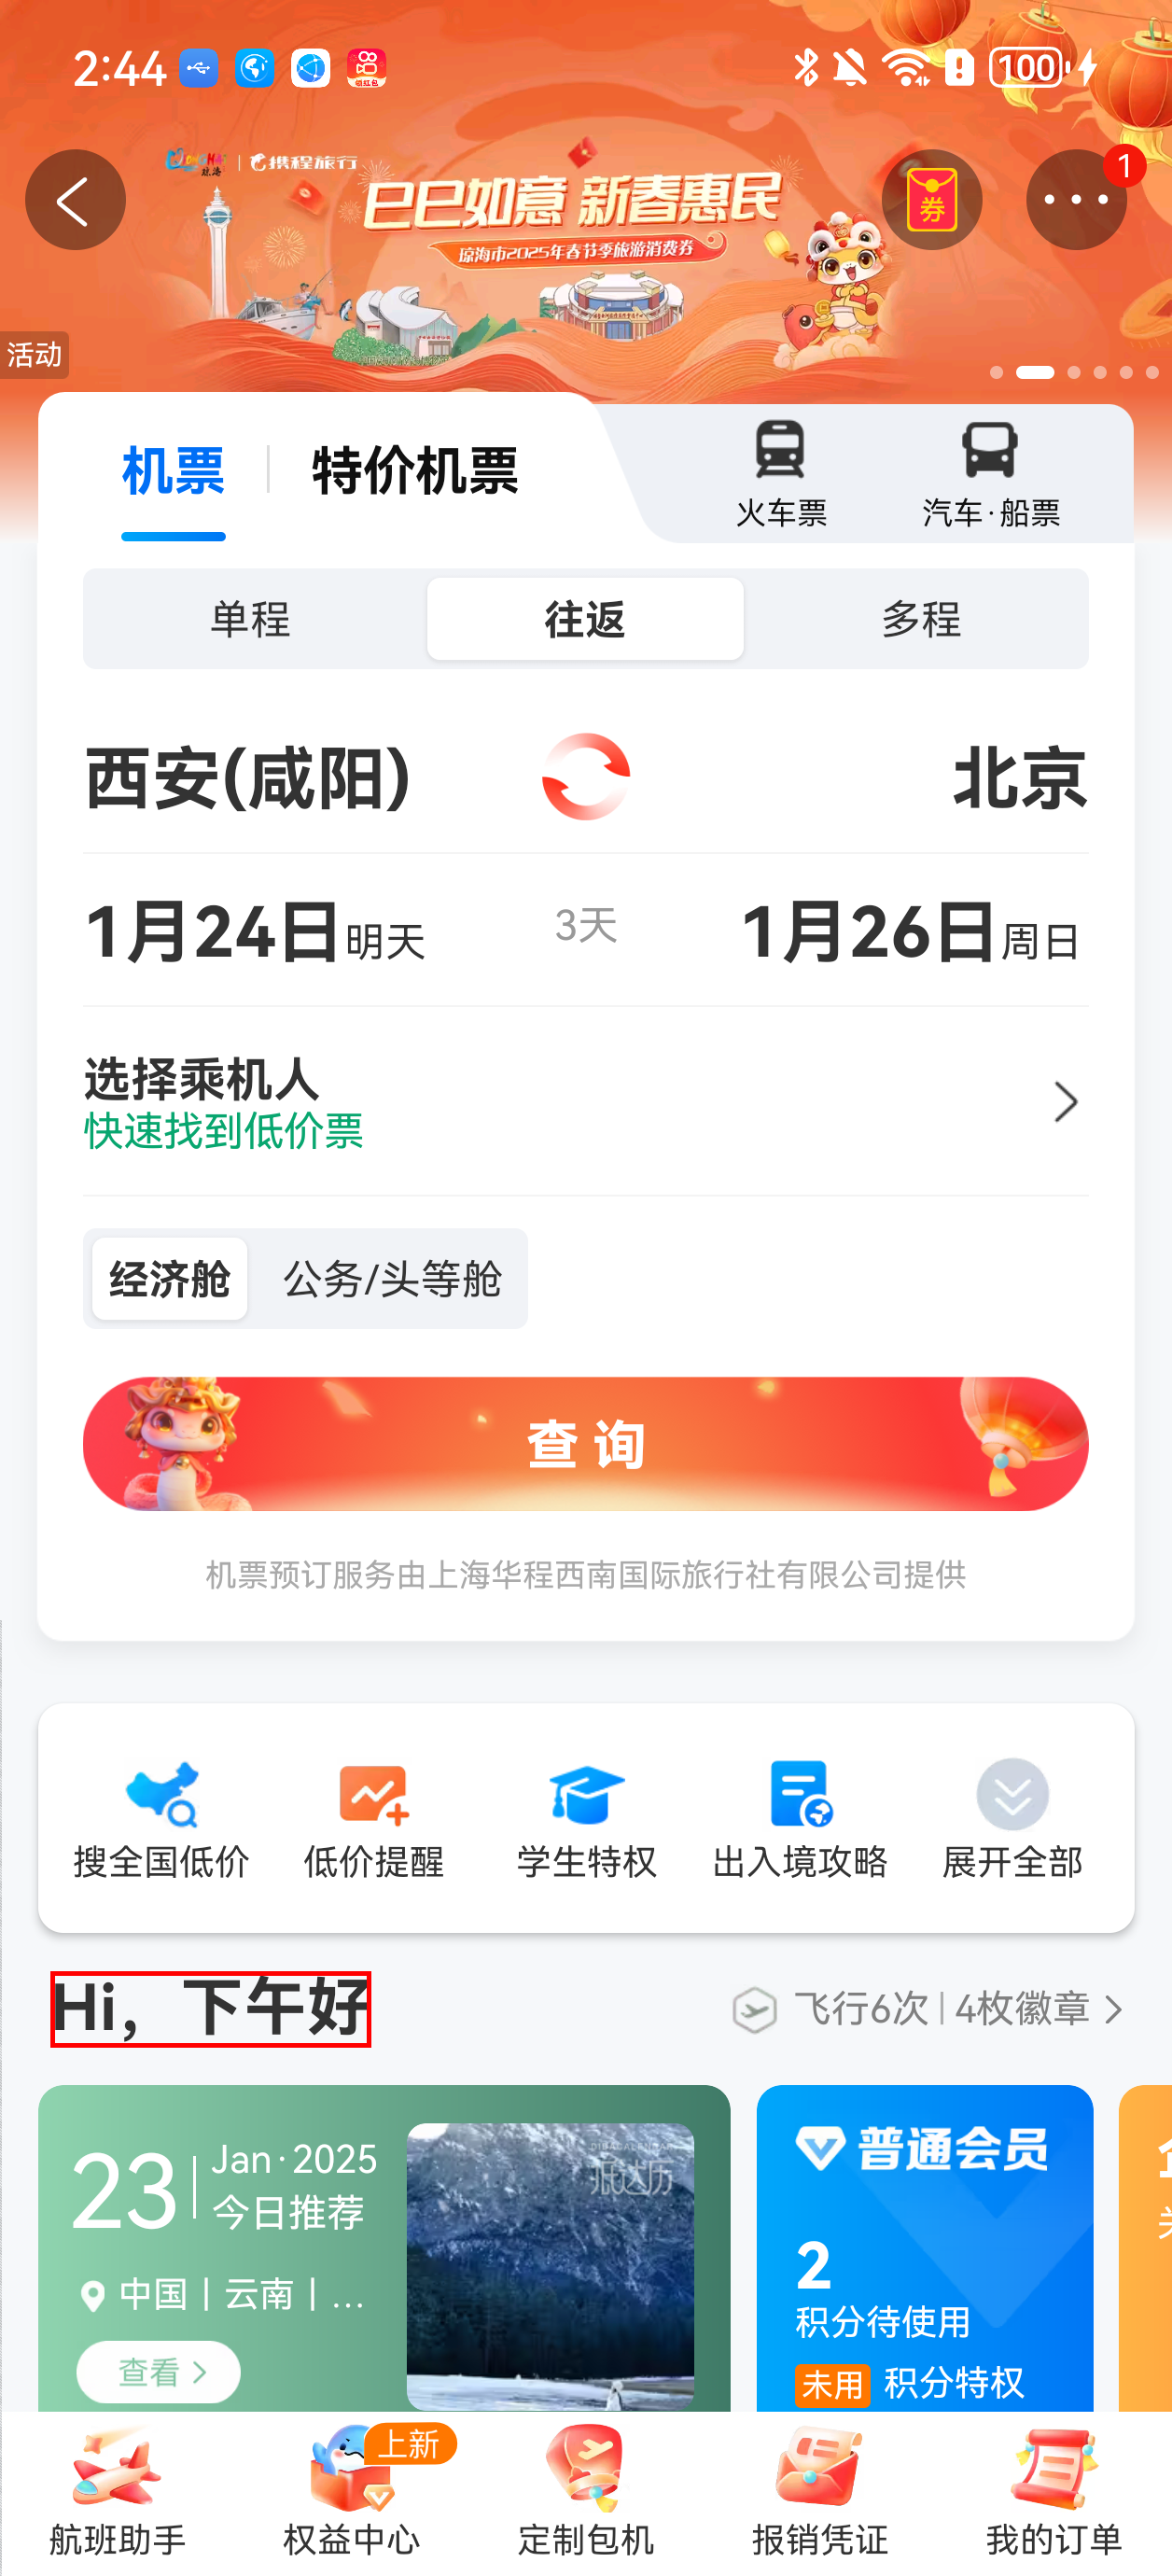 2:44
领红包
100
携程旅行
巳巳如意 新春惠民
琼海市2025年春节季旅游消费券
券
1
活动
机票
特价机票
火车票
汽车·船票
单程
往返
多程
西安(咸阳)
北京
1月24日明天
3天
1月26日周日
选择乘机人
快速找到低价票
经济舱
公务/头等舱
查询
机票预订服务由上海华程西南国际旅行社有限公司提供
搜全国低价
低价提醒
学生特权
出入境攻略
展开全部
Hi，下午好
飞行6次
4枚徽章
23
Jan·2025
今日推荐
中国丨云南丨...
查看
普通会员
2
积分待使用
未用
积分特权
航班助手
上新
权益中心
定制包机
报销凭证
我的订单